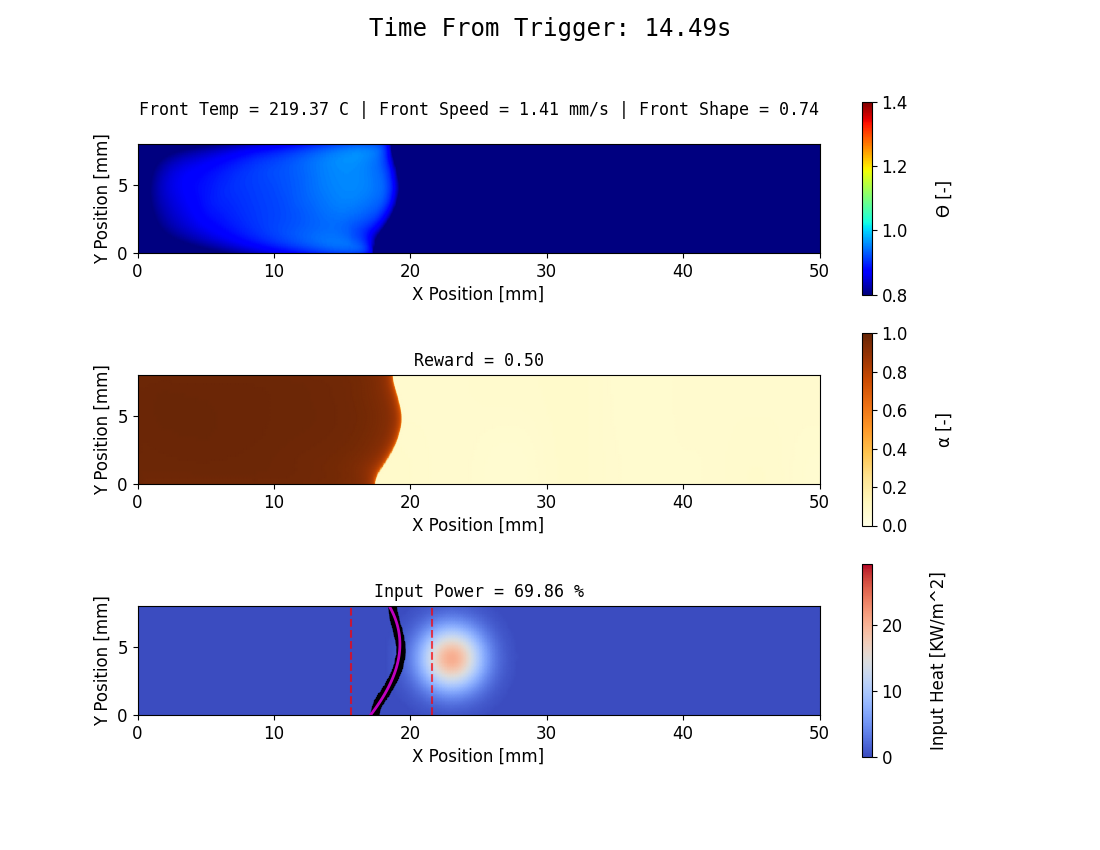 Time From Trigger: 14.49s
Front Temp = 219.37 C | Front Speed = 1.41 mm/s | Front Shape = 0.74
Y Position [mm]
5
0
0 10 20 30 40 50
X Position [mm]
1.4
1.2
1.0
0.8
Θ [-]
Reward = 0.50
Y Position [mm]
5
0
0 10 20 30 40 50
X Position [mm]
1.0
0.8
0.6
0.4
0.2
0.0
α [-]
Input Power = 69.86 %
Y Position [mm]
5
0
0 10 20 30 40 50
X Position [mm]
20
10
0
Input Heat [KW/m^2]